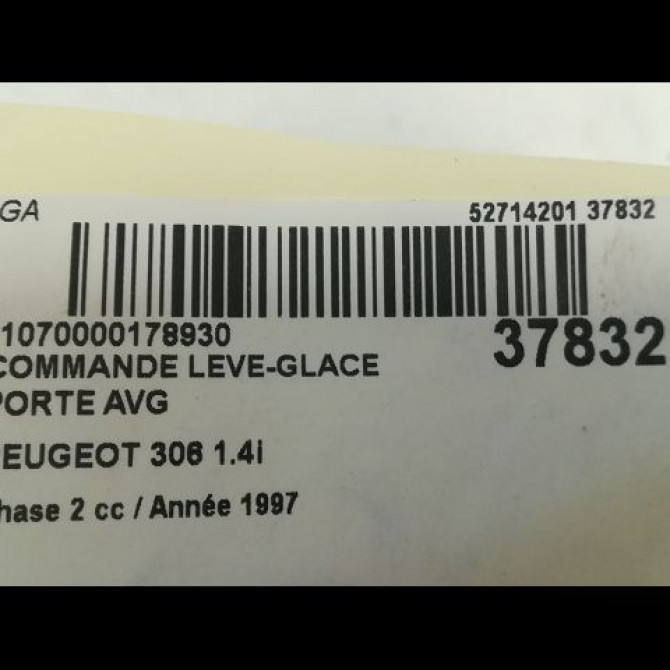 GA 52714201 37832
1070000178930 37832
COMMANDE LEVE-GLACE
PORTE AVG
EUGEOT 306 1.4i
hase 2 cc / Année 1997